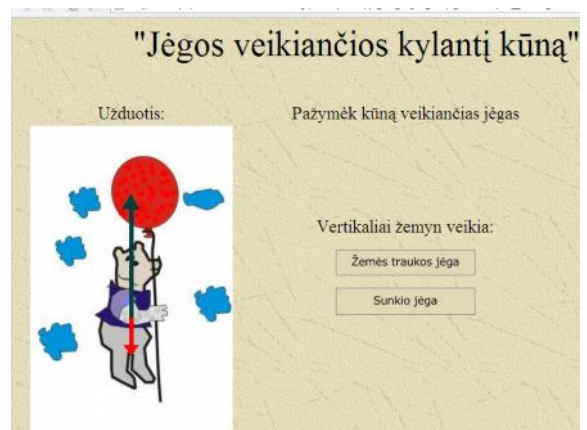 "Jėgos veikiančios kylantį kūną"
Užduotis:
Pažymėk kūną veikiančias jėgas
Vertikaliai žemyn veikia:
Žemės traukos jėga
Sunkio jėga